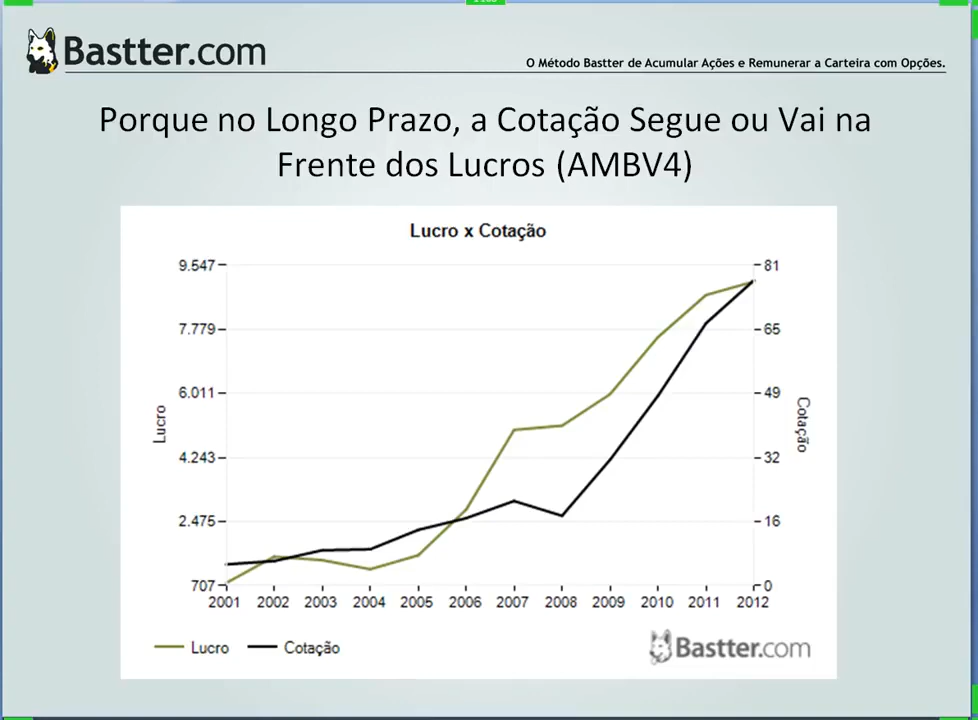 Bastter.com
O Método Bastter de Acumular Ações e Remunerar a Carteira com Opções.
Porque no Longo Prazo, a Cotação Segue ou Vai na
Frente dos Lucros (AMBV4)
Lucro x Cotação
9.547 81
7.779 65
6.011 49
Lucro Cotação
4.243 32
2.475 16
707 0
2001 2002 2003 2004 2005 2006 2007 2008 2009 2010 2011 2012
Lucro Cotação
Bastter.com